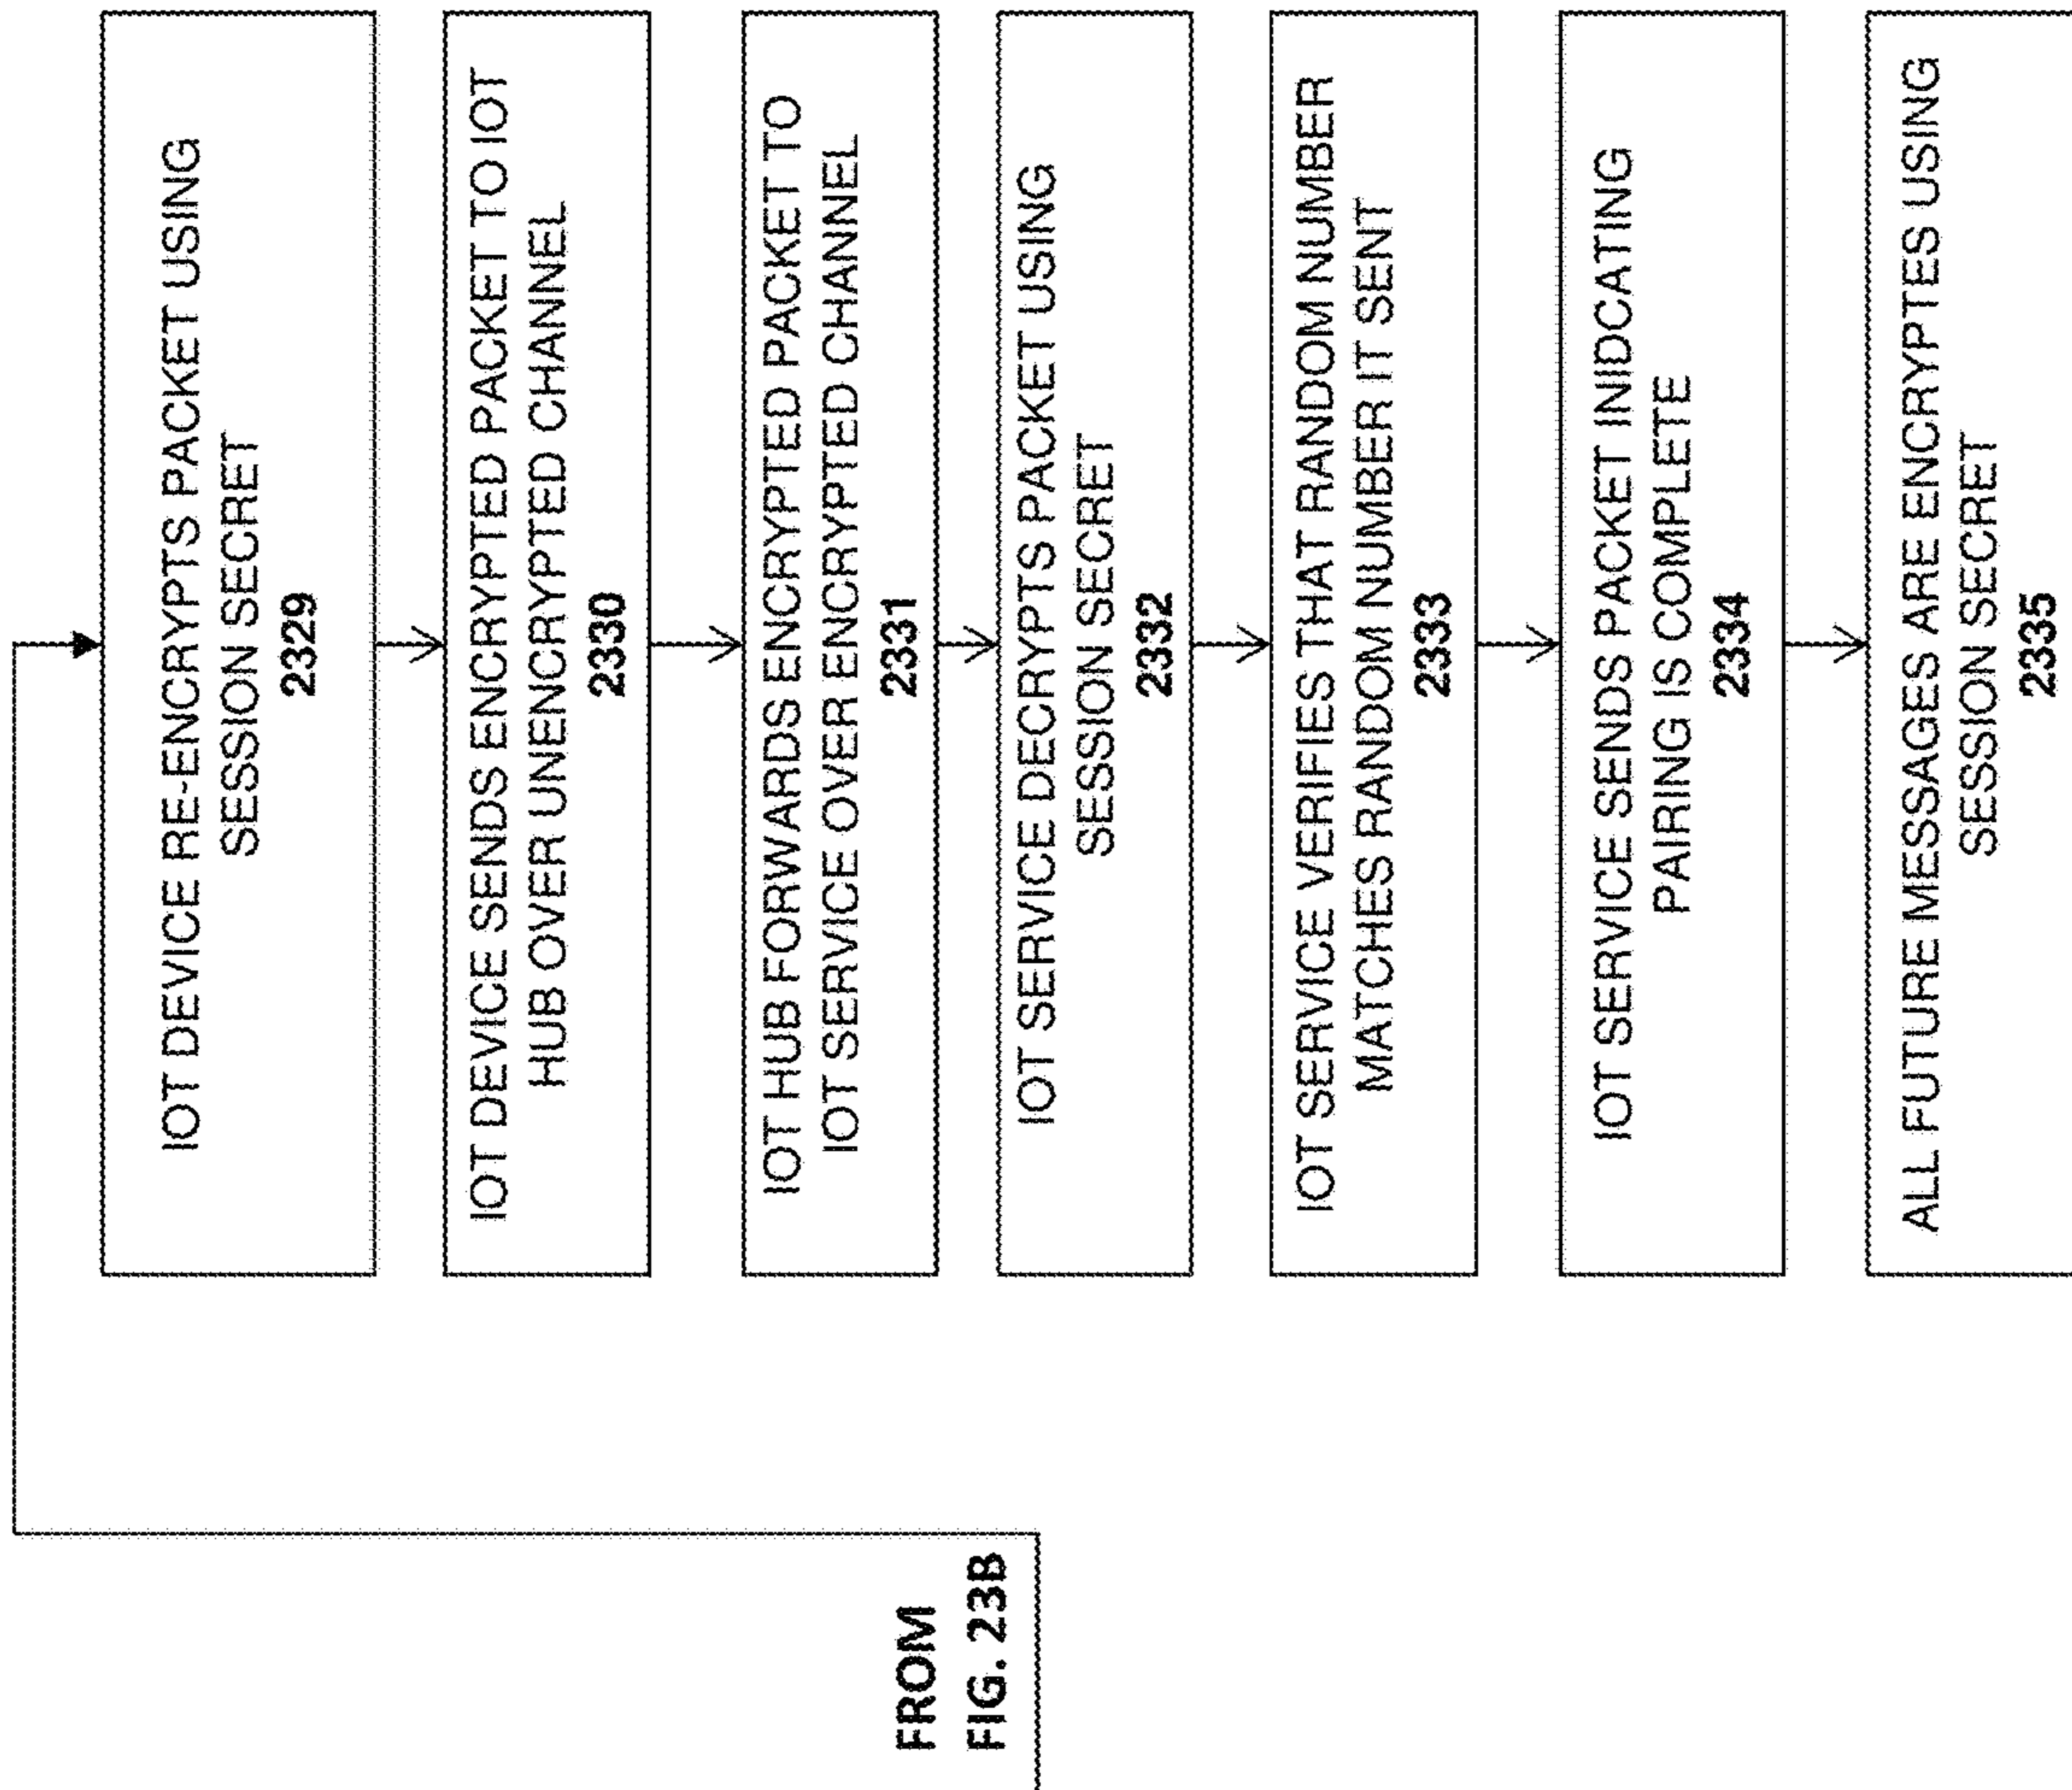 FROM
FIG. 23B
IOT DEVICE RE-ENCRYPTS PACKET USING
SESSION SECRET
2329
IOT DEVICE SENDS ENCRYPTED PACKET TO IOT
HUB OVER UNENCRYPTED CHANNEL
2330
IOT HUB FORWARDS ENCRYPTED PACKET TO
IOT SERVICE OVER ENCRYPTED CHANNEL
2331
IOT SERVICE DECRYPTS PACKET USING
SESSION SECRET
2332
IOT SERVICE VERIFIES THAT RANDOM NUMBER
MATCHES RANDOM NUMBER IT SENT
2333
IOT SERVICE SENDS PACKET INIDCATING
PAIRING IS COMPLETE
2334
ALL FUTURE MESSAGES ARE ENCRYPTES USING
SESSION SECRET
2335